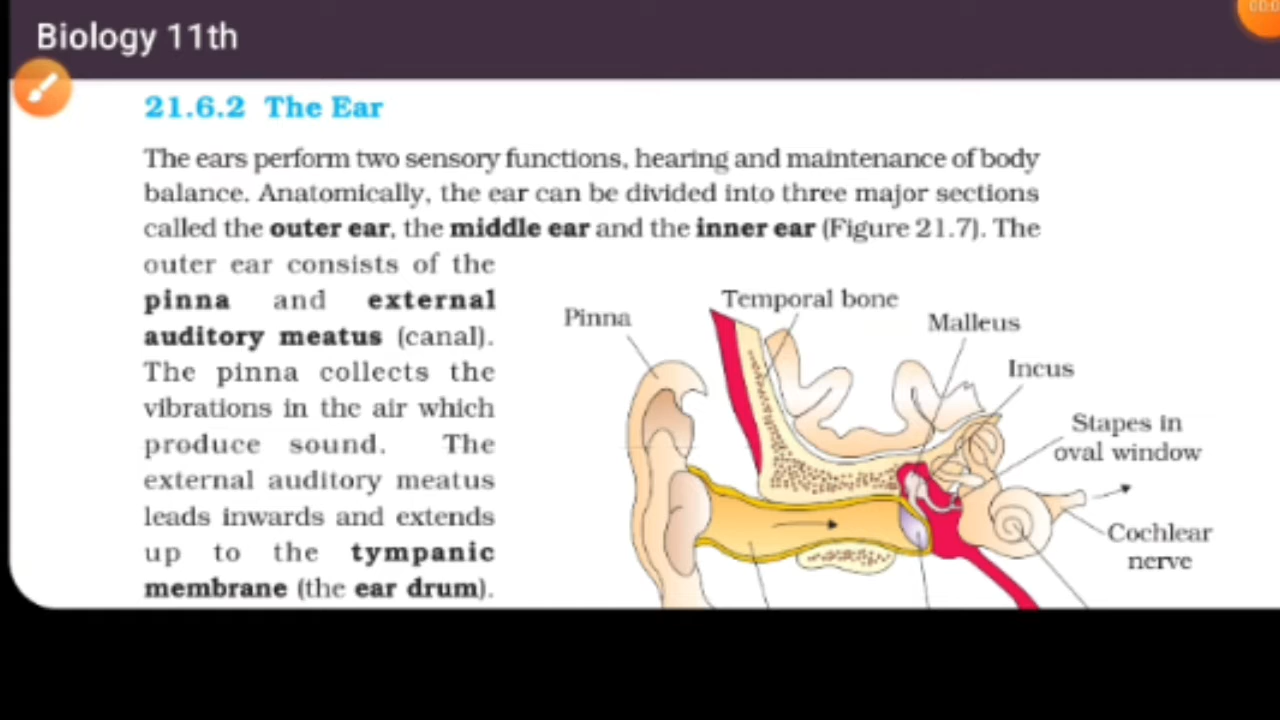 Biology 11th
00:0
21.6.2 The Ear
The ears perform two sensory functions, hearing and maintenance of body
balance. Anatomically, the ear can be divided into three major sections
called the outer ear, the middle ear and the inner ear (Figure 21.7). The
outer ear consists of the
pinna and external
auditory meatus (canal).
The pinna collects the
vibrations in the air which
produce sound. The
external auditory meatus
leads inwards and extends
up to the tympanic
membrane (the ear drum).
Pinna
Temporal bone
Malleus
Incus
Stapes in
oval window
Cochlear
nerve